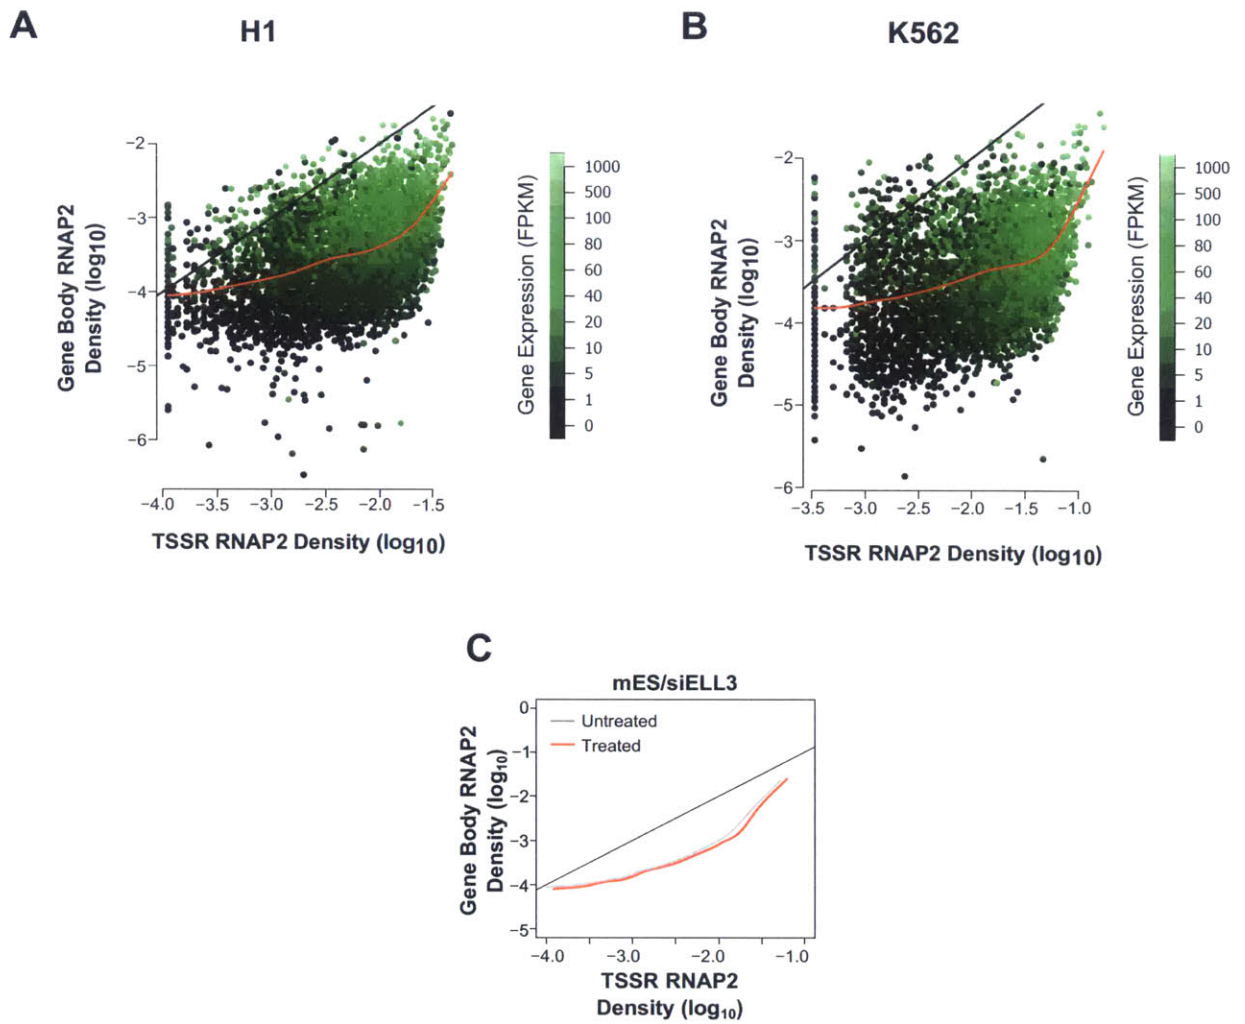 A
H1
Gene Body RNAP2
Density (log10)
−2
−3
−4
−5
−6
−4.0 −3.5 −3.0 −2.5 −2.0 −1.5
TSSR RNAP2 Density (log10)
Gene Expression (FPKM)
1000
500
100
80
60
40
20
10
5
1
0
B
K562
Gene Body RNAP2
Density (log10)
−2
−3
−4
−5
−6
−3.5 −3.0 −2.5 −2.0 −1.5 −1.0
TSSR RNAP2 Density (log10)
Gene Expression (FPKM)
1000
500
100
80
60
40
20
10
5
1
0
C
mES/siELL3
Untreated
Treated
Gene Body RNAP2
Density (log10)
0
−1
−2
−3
−4
−5
−4.0 −3.0 −2.0 −1.0
TSSR RNAP2
Density (log10)